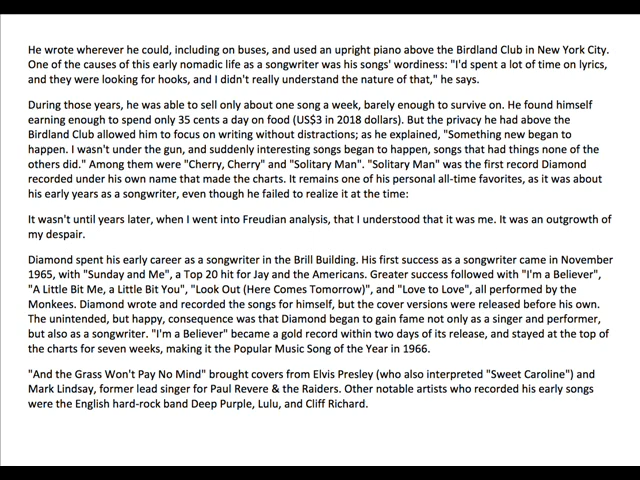 He wrote wherever he could, including on buses, and used an upright piano above the Birdland Club in New York City.
One of the causes of this early nomadic life as a songwriter was his songs' wordiness: "I'd spent a lot of time on lyrics,
and they were looking for hooks, and I didn't really understand the nature of that," he says.
During those years, he was able to sell only about one song a week, barely enough to survive on. He found himself
earning enough to spend only 35 cents a day on food (US$3 in 2018 dollars). But the privacy he had above the
Birdland Club allowed him to focus on writing without distractions; as he explained, "Something new began to
happen. I wasn't under the gun, and suddenly interesting songs began to happen, songs that had things none of the
others did." Among them were "Cherry, Cherry" and "Solitary Man". "Solitary Man" was the first record Diamond
recorded under his own name that made the charts. It remains one of his personal all-time favorites, as it was about
his early years as a songwriter, even though he failed to realize it at the time:
It wasn't until years later, when I went into Freudian analysis, that I understood that it was me. It was an outgrowth of
my despair.
Diamond spent his early career as a songwriter in the Brill Building. His first success as a songwriter came in November
1965, with "Sunday and Me", a Top 20 hit for Jay and the Americans. Greater success followed with "I'm a Believer",
"A Little Bit Me, a Little Bit You", "Look Out (Here Comes Tomorrow)", and "Love to Love", all performed by the
Monkees. Diamond wrote and recorded the songs for himself, but the cover versions were released before his own.
The unintended, but happy, consequence was that Diamond began to gain fame not only as a singer and performer,
but also as a songwriter. "I'm a Believer" became a gold record within two days of its release, and stayed at the top of
the charts for seven weeks, making it the Popular Music Song of the Year in 1966.
"And the Grass Won't Pay No Mind" brought covers from Elvis Presley (who also interpreted "Sweet Caroline") and
Mark Lindsay, former lead singer for Paul Revere & the Raiders. Other notable artists who recorded his early songs
were the English hard-rock band Deep Purple, Lulu, and Cliff Richard.